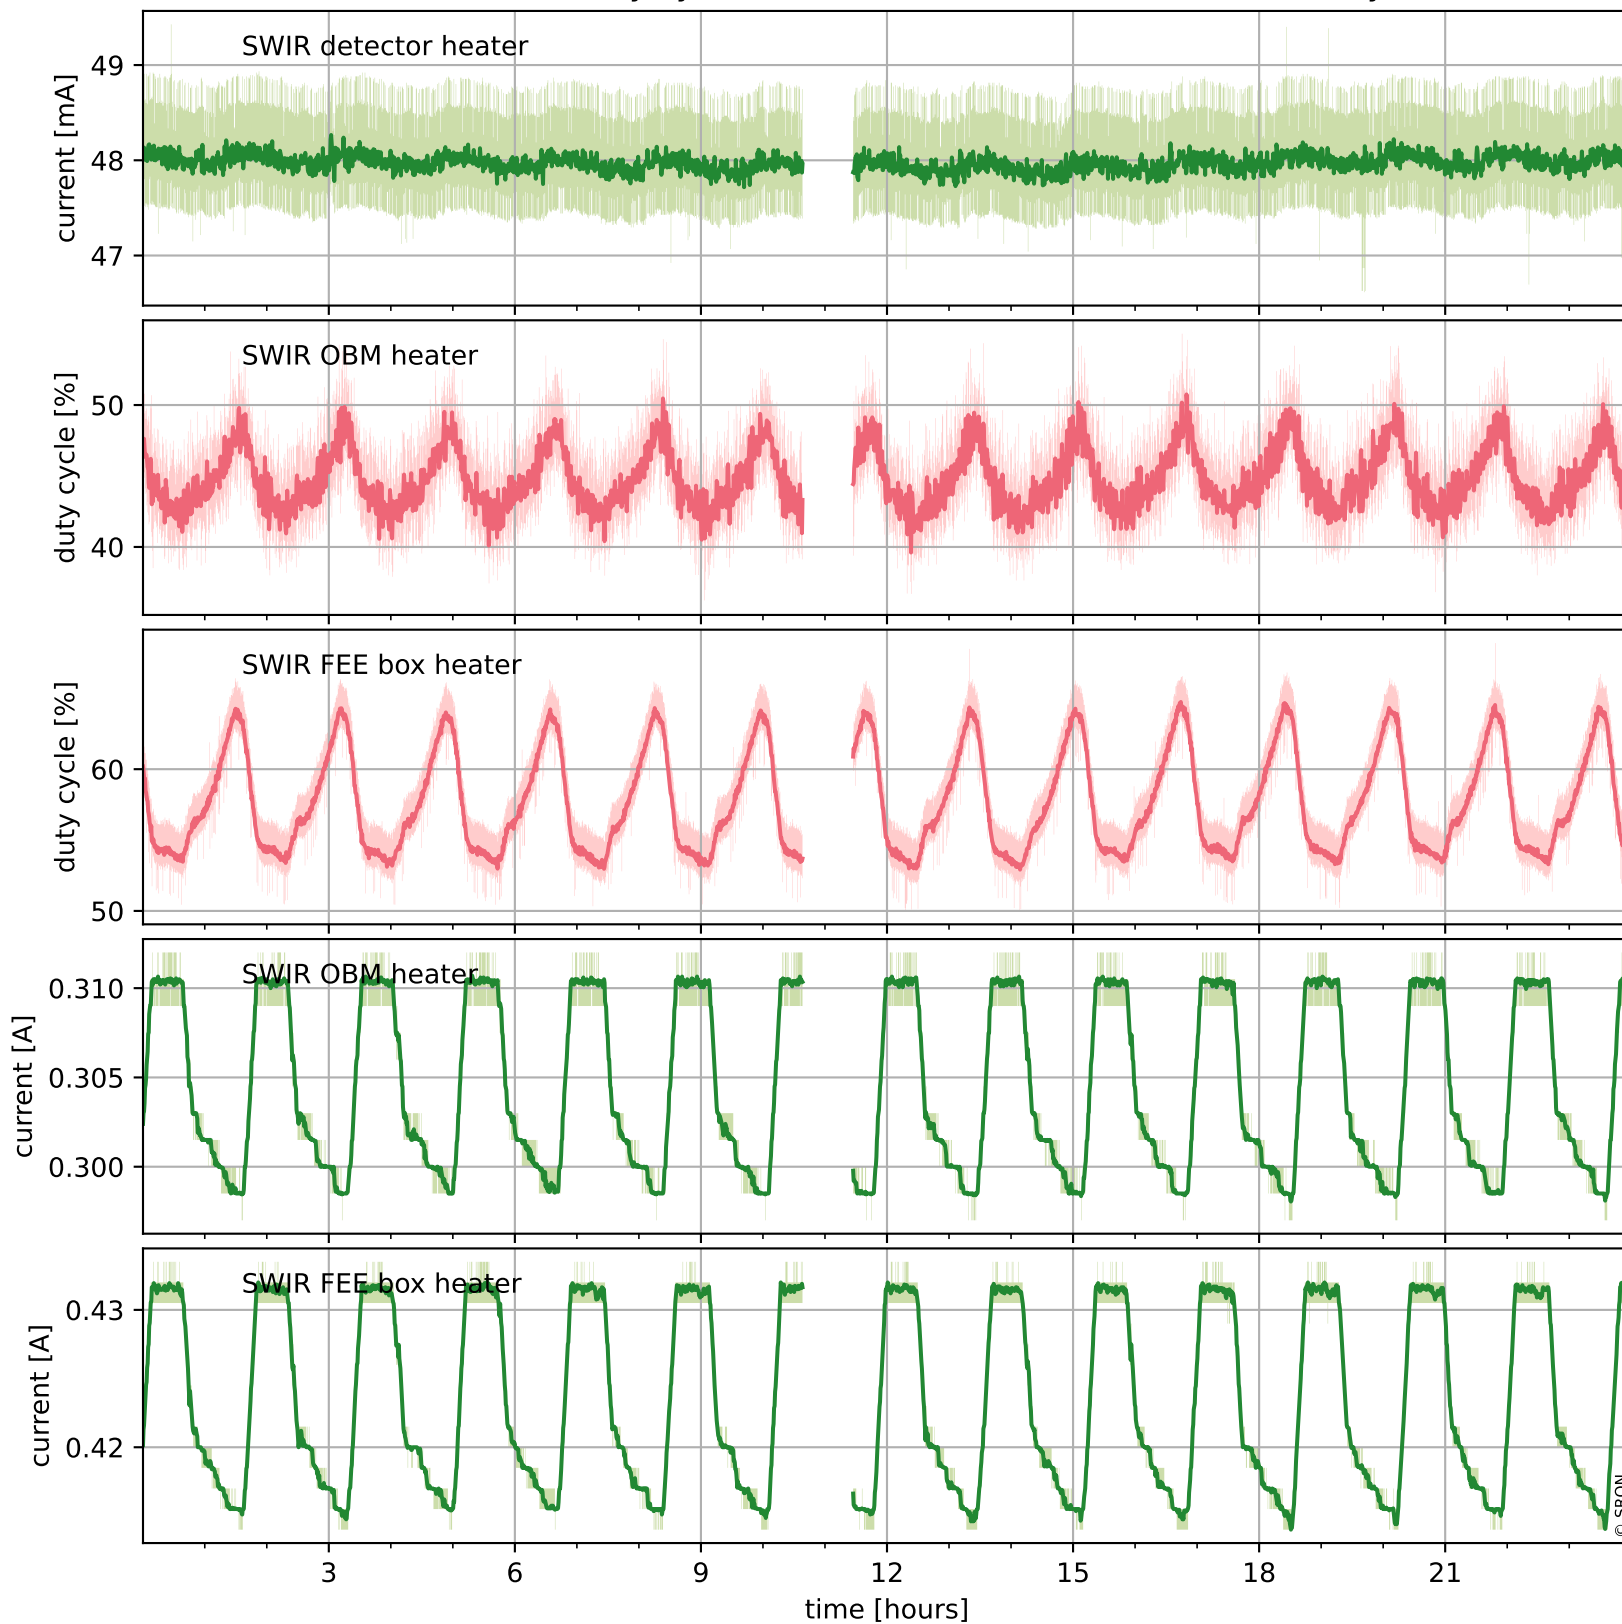 SWIR detector heater
current [mA]
49
48
47
SWIR OBM heater
duty cycle [%]
50
40
SWIR FEE box heater
duty cycle [%]
60
50
SWIR OBM heater
current [A]
0.310
0.305
0.300
SWIR FEE box heater
current [A]
0.43
0.42
3 6 9 12 15 18 21
time [hours]
© SRON